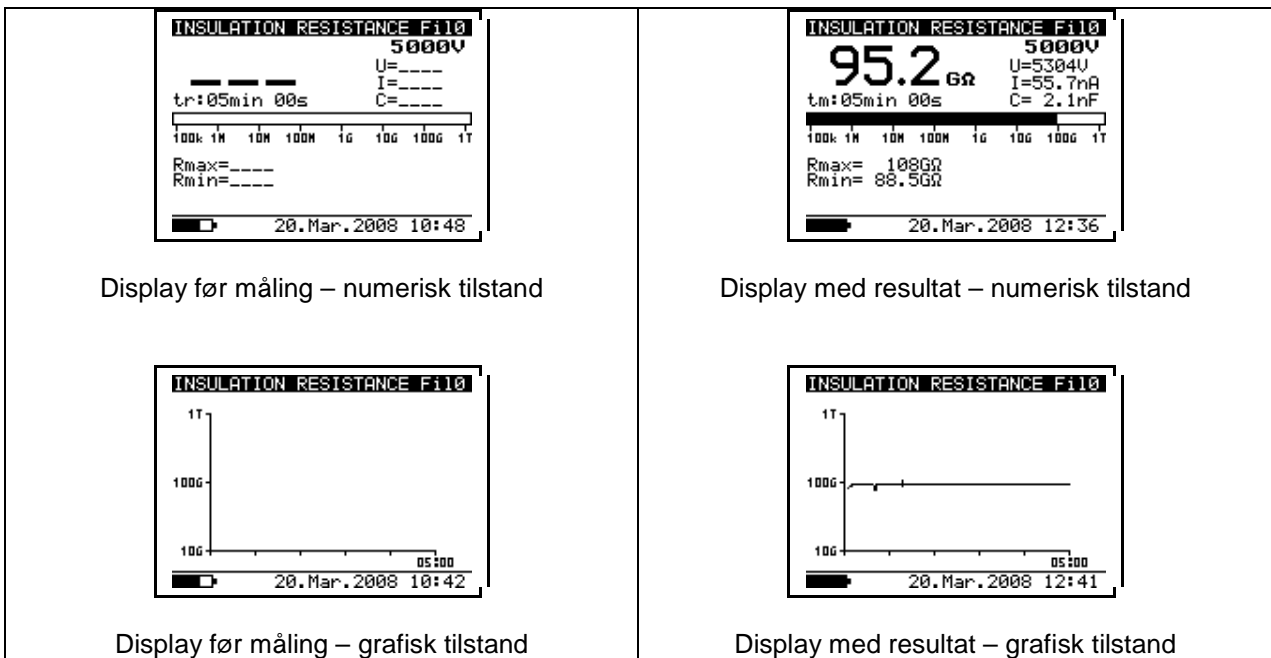 INSULATION RESISTANCE Fil0
5000V
U=____
I=____
tr:05min 00s C=____
100k 1M 10M 100M 1G 10G 100G 1T
Rmax=____
Rmin=____
20.Mar.2008 10:48
Display før måling – numerisk tilstand
INSULATION RESISTANCE Fil0
95.2 GΩ
5000V
U=5304V
I=55.7nA
tm:05min 00s C= 2.1nF
100k 1M 10M 100M 1G 10G 100G 1T
Rmax= 108GΩ
Rmin= 88.5GΩ
20.Mar.2008 12:36
Display med resultat – numerisk tilstand
INSULATION RESISTANCE Fil0
1T
100G
10G
05:00
20.Mar.2008 10:42
Display før måling – grafisk tilstand
INSULATION RESISTANCE Fil0
1T
100G
10G
05:00
20.Mar.2008 12:41
Display med resultat – grafisk tilstand